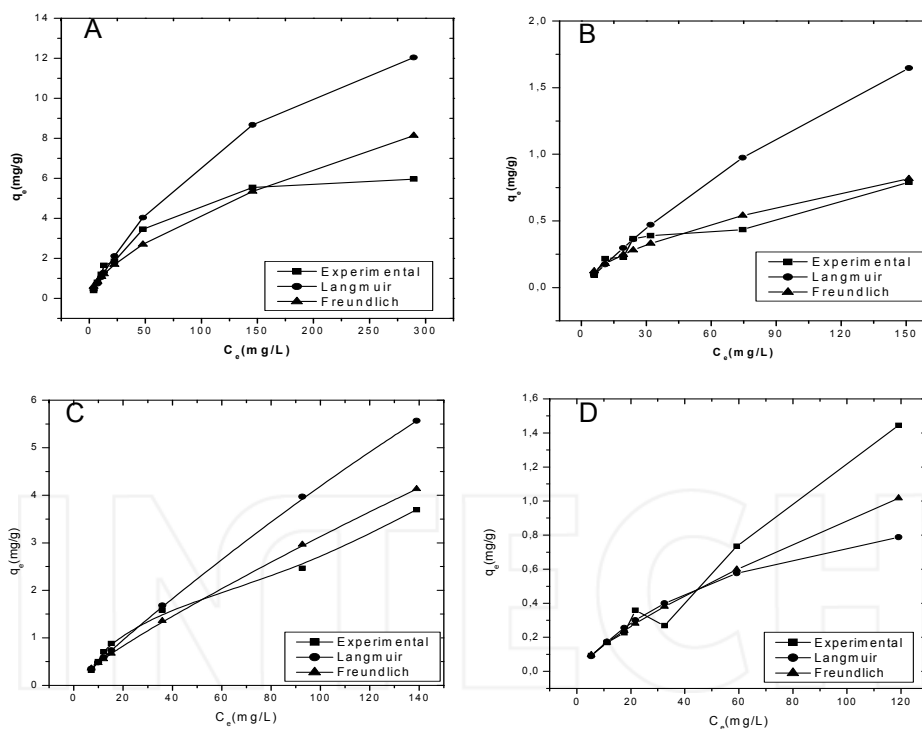 A
14
12
10
8
6
4
2
0
q_e(mg/g)
0 50 100 150 200 250 300
C_e(mg/L)
Experimental
Langmuir
Freundlich
B
2,0
1,5
1,0
0,5
0,0
q_e(mg/g)
0 30 60 90 120 150
C_e(mg/L)
Experimental
Langmuir
Freundlich
C
6
5
4
3
2
1
0
q_e(mg/g)
0 20 40 60 80 100 120 140
C_e(mg/L)
Experimental
Langmuir
Freundlich
D
1,6
1,4
1,2
1,0
0,8
0,6
0,4
0,2
0,0
q_e(mg/g)
0 20 40 60 80 100 120
C_e(mg/L)
Experimental
Langmuir
Freundlich
INTECH